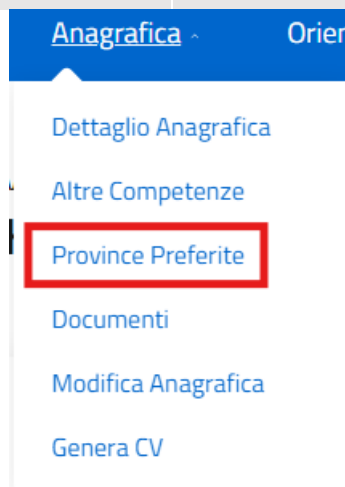 Anagrafica
Dettaglio Anagrafica
Altre Competenze
Province Preferite
Documenti
Modifica Anagrafica
Genera CV